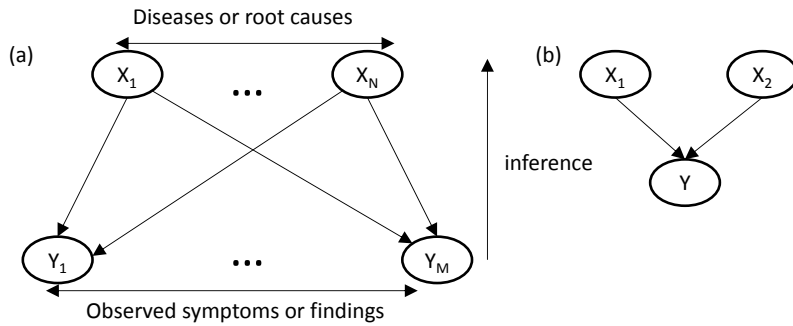 Diseases or root causes
(a)
X1
...
XN
(b)
X1
X2
inference
Y
Y1
...
YM
Observed symptoms or findings